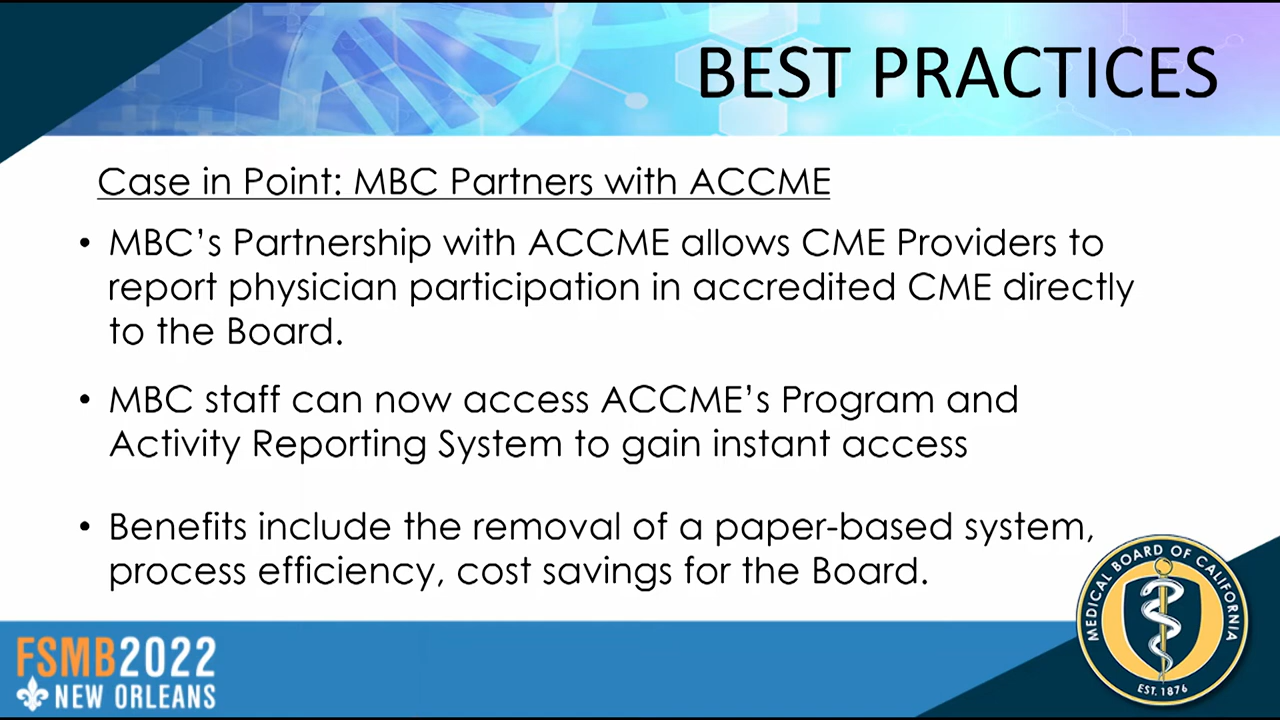 BEST PRACTICES
Case in Point: MBC Partners with ACCME
• MBC’s Partnership with ACCME allows CME Providers to
report physician participation in accredited CME directly
to the Board.
• MBC staff can now access ACCME’s Program and
Activity Reporting System to gain instant access
• Benefits include the removal of a paper-based system,
process efficiency, cost savings for the Board.
MEDICAL BOARD OF CALIFORNIA
EST. 1876
FSMB2022
NEW ORLEANS